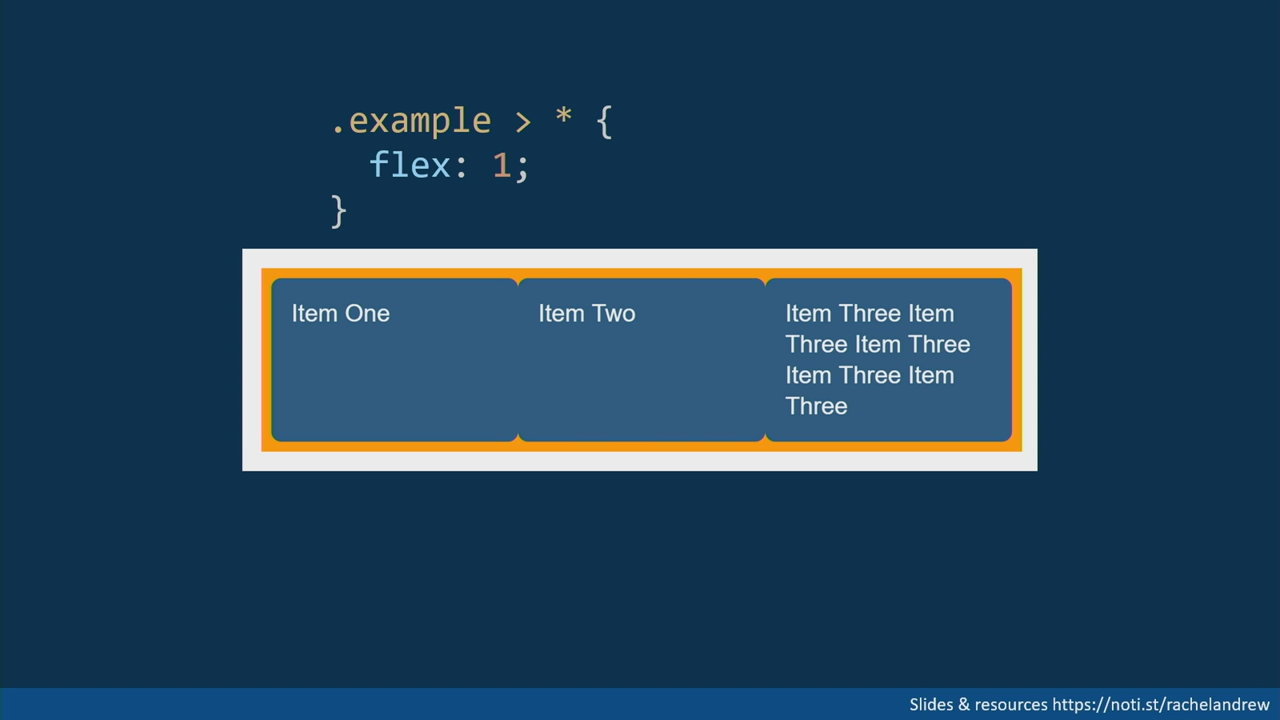 .example > * {
flex: 1;
}
Item One
Item Two
Item Three Item
Three Item Three
Item Three Item
Three
Slides & resources https://noti.st/rachelandrew